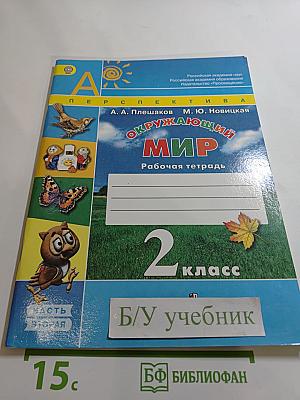 Российская академия наук
Российская академия образования
Издательство «Просвещение»
ПЕРСПЕКТИВА
А. А. Плешаков М. Ю. Новицкая
ОКРУЖАЮЩИЙ
МИР
Рабочая тетрадь
2 класс
ЧАСТЬ
ВТОРАЯ
Б/У учебник
15 с
БФ БИБЛИОФАН